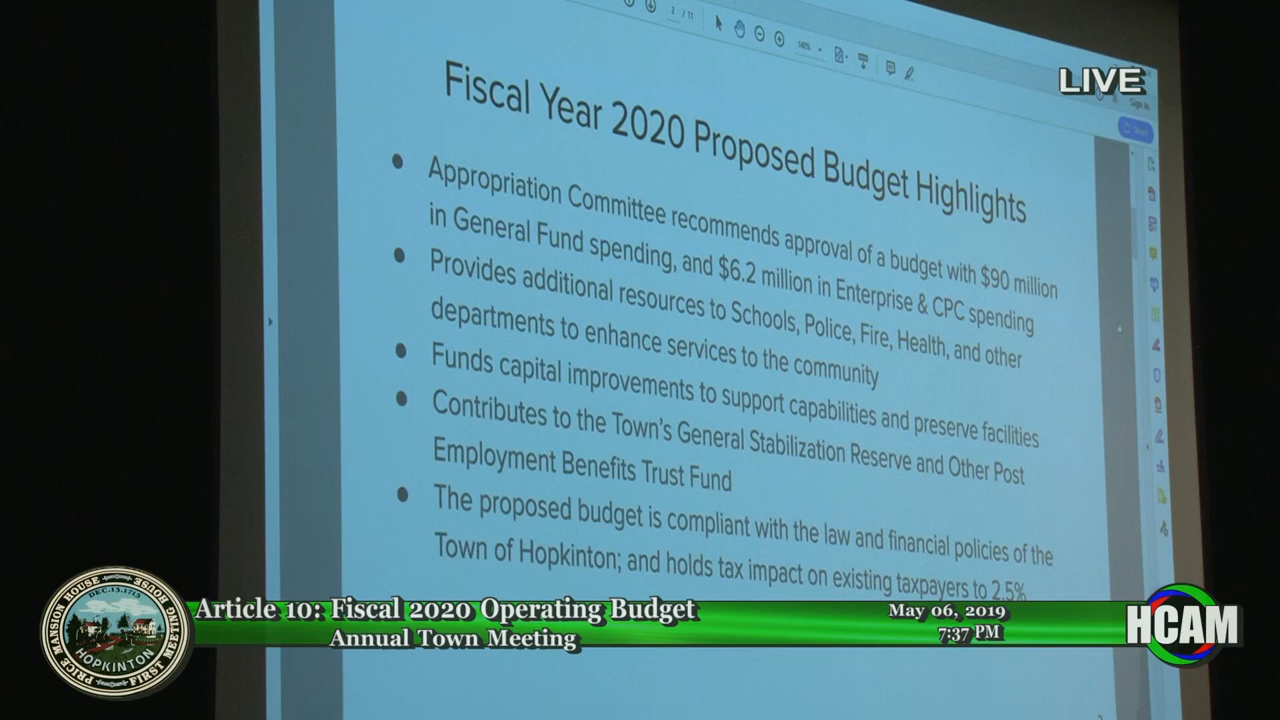 2 / 11
LIVE
Sign In
Share
Fiscal Year 2020 Proposed Budget Highlights
Appropriation Committee recommends approval of a budget with $90 million
in General Fund spending, and $6.2 million in Enterprise & CPC spending
Provides additional resources to Schools, Police, Fire, Health, and other
departments to enhance services to the community
Funds capital improvements to support capabilities and preserve facilities
Contributes to the Town's General Stabilization Reserve and Other Post
Employment Benefits Trust Fund
The proposed budget is compliant with the law and financial policies of the
Town of Hopkinton; and holds tax impact on existing taxpayers to 2.5%
Article 10: Fiscal 2020 Operating Budget
Annual Town Meeting
May 06, 2019
7:37 PM
HCAM
PRICE MANSION HOUSE
FIRST MEETING HOUSE
DEC. 13. 1715
HOPKINTON